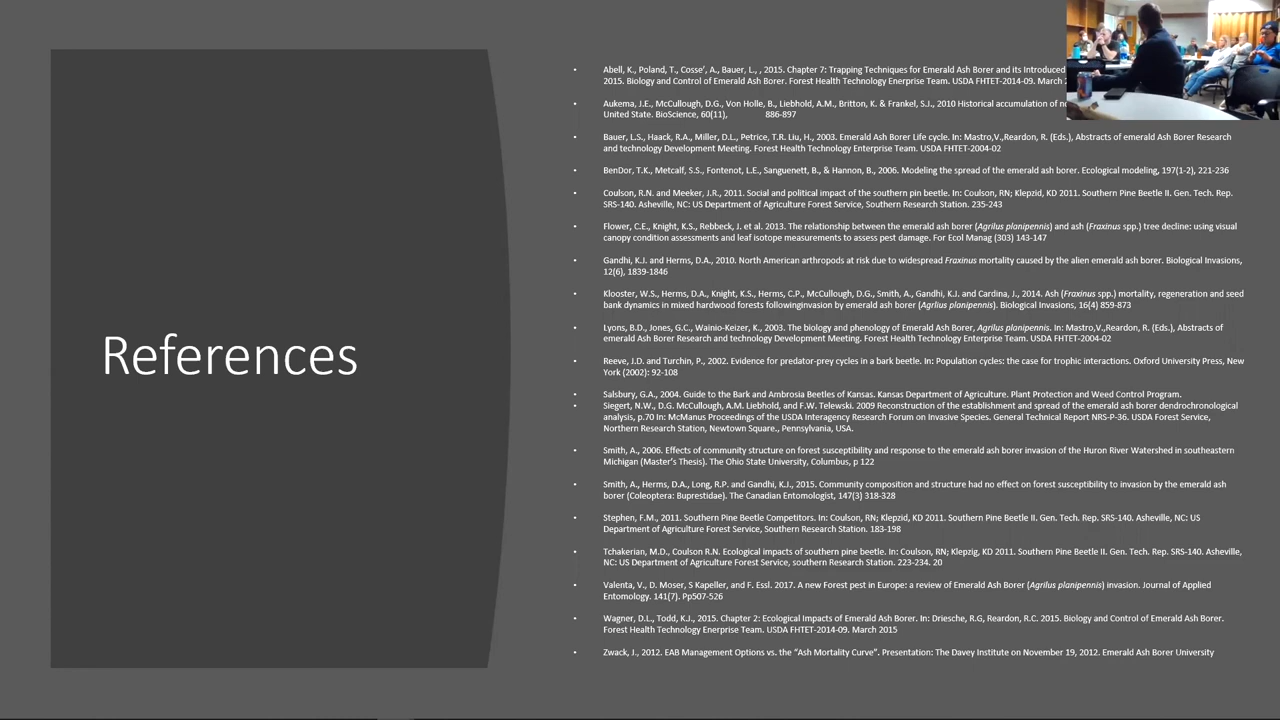 References
Abell, K., Poland, T., Cosse', A., Bauer, L., , 2015. Chapter 7: Trapping Techniques for Emerald Ash Borer and its Introduced
2015. Biology and Control of Emerald Ash Borer. Forest Health Technology Enerprise Team. USDA FHTET-2014-09. March
Aukema, J.E., McCullough, D.G., Von Holle, B., Liebhold, A.M., Britton, K. & Frankel, S.J., 2010 Historical accumulation of
United State. BioScience, 60(11), 886-897
Bauer, L.S., Haack, R.A., Miller, D.L., Petrice, T.R. Liu, H., 2003. Emerald Ash Borer Life cycle. In: Mastro,V.,Reardon, R. (Eds.), Abstracts of emerald Ash Borer Research
and technology Development Meeting. Forest Health Technology Enterprise Team. USDA FHTET-2004-02
BenDor, T.K., Metcalf, S.S., Fontenot, L.E., Sanguenett, B., & Hannon, B., 2006. Modeling the spread of the emerald ash borer. Ecological modeling, 197(1-2), 221-236
Coulson, R.N. and Meeker, J.R., 2011. Social and political impact of the southern pin beetle. In: Coulson, RN; Klepzid, KD 2011. Southern Pine Beetle II. Gen. Tech. Rep.
SRS-140. Asheville, NC: US Department of Agriculture Forest Service, Southern Research Station. 235-243
Flower, C.E., Knight, K.S., Rebbeck, J. et al. 2013. The relationship between the emerald ash borer (Agrilus planipennis) and ash (Fraxinus spp.) tree decline: using visual
canopy condition assessments and leaf isotope measurements to assess pest damage. For Ecol Manag (303) 143-147
Gandhi, K.J. and Herms, D.A., 2010. North American arthropods at risk due to widespread Fraxinus mortality caused by the alien emerald ash borer. Biological Invasions,
12(6), 1839-1846
Klooster, W.S., Herms, D.A., Knight, K.S., Herms, C.P., McCullough, D.G., Smith, A., Gandhi, K.J. and Cardina, J., 2014. Ash (Fraxinus spp.) mortality, regeneration and seed
bank dynamics in mixed hardwood forests followinginvasion by emerald ash borer (Agrlius planipennis). Biological Invasions, 16(4) 859-873
Lyons, B.D., Jones, G.C., Wainio-Keizer, K., 2003. The biology and phenology of Emerald Ash Borer, Agrilus planipennis. In: Mastro,V.,Reardon, R. (Eds.), Abstracts of
emerald Ash Borer Research and technology Development Meeting. Forest Health Technology Enterprise Team. USDA FHTET-2004-02
Reeve, J.D. and Turchin, P., 2002. Evidence for predator-prey cycles in a bark beetle. In: Population cycles: the case for trophic interactions. Oxford University Press, New
York (2002): 92-108
Salsbury, G.A., 2004. Guide to the Bark and Ambrosia Beetles of Kansas. Kansas Department of Agriculture. Plant Protection and Weed Control Program.
Siegert, N.W., D.G. McCullough, A.M. Liebhold, and F.W. Telewski. 2009 Reconstruction of the establishment and spread of the emerald ash borer dendrochronological
analysis, p.70 In: McManus Proceedings of the USDA Interagency Research Forum on Invasive Species. General Technical Report NRS-P-36. USDA Forest Service,
Northern Research Station, Newtown Square., Pennsylvania, USA.
Smith, A., 2006. Effects of community structure on forest susceptibility and response to the emerald ash borer invasion of the Huron River Watershed in southeastern
Michigan (Master's Thesis). The Ohio State University, Columbus, p 122
Smith, A., Herms, D.A., Long, R.P. and Gandhi, K.J., 2015. Community composition and structure had no effect on forest susceptibility to invasion by the emerald ash
borer (Coleoptera: Buprestidae). The Canadian Entomologist, 147(3) 318-328
Stephen, F.M., 2011. Southern Pine Beetle Competitors. In: Coulson, RN; Klepzid, KD 2011. Southern Pine Beetle II. Gen. Tech. Rep. SRS-140. Asheville, NC: US
Department of Agriculture Forest Service, Southern Research Station. 183-198
Tchakerian, M.D., Coulson R.N. Ecological impacts of southern pine beetle. In: Coulson, RN; Klepzig, KD 2011. Southern Pine Beetle II. Gen. Tech. Rep. SRS-140. Asheville,
NC: US Department of Agriculture Forest Service, southern Research Station. 223-234. 20
Valenta, V., D. Moser, S Kapeller, and F. Essl. 2017. A new Forest pest in Europe: a review of Emerald Ash Borer (Agrilus planipennis) invasion. Journal of Applied
Entomology. 141(7). Pp507-526
Wagner, D.L., Todd, K.J., 2015. Chapter 2: Ecological Impacts of Emerald Ash Borer. In: Driesche, R.G, Reardon, R.C. 2015. Biology and Control of Emerald Ash Borer.
Forest Health Technology Enerprise Team. USDA FHTET-2014-09. March 2015
Zwack, J., 2012. EAB Management Options vs. the "Ash Mortality Curve". Presentation: The Davey Institute on November 19, 2012. Emerald Ash Borer University